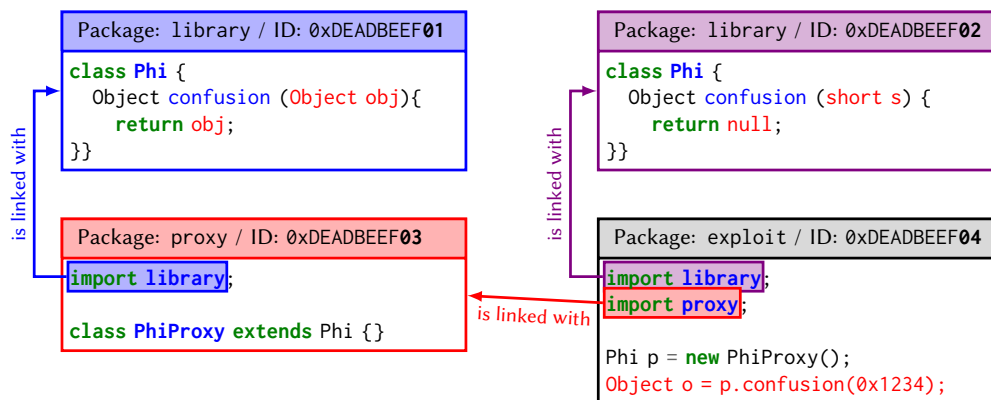 Package: library / ID: 0xDEADBEEF01
class Phi {
Object confusion (Object obj){
return obj;
}}
is linked with
Package: library / ID: 0xDEADBEEF02
class Phi {
Object confusion (short s) {
return null;
}}
is linked with
Package: proxy / ID: 0xDEADBEEF03
import library;
class PhiProxy extends Phi {}
is linked with
Package: exploit / ID: 0xDEADBEEF04
import library;
import proxy;
Phi p = new PhiProxy();
Object o = p.confusion(0x1234);